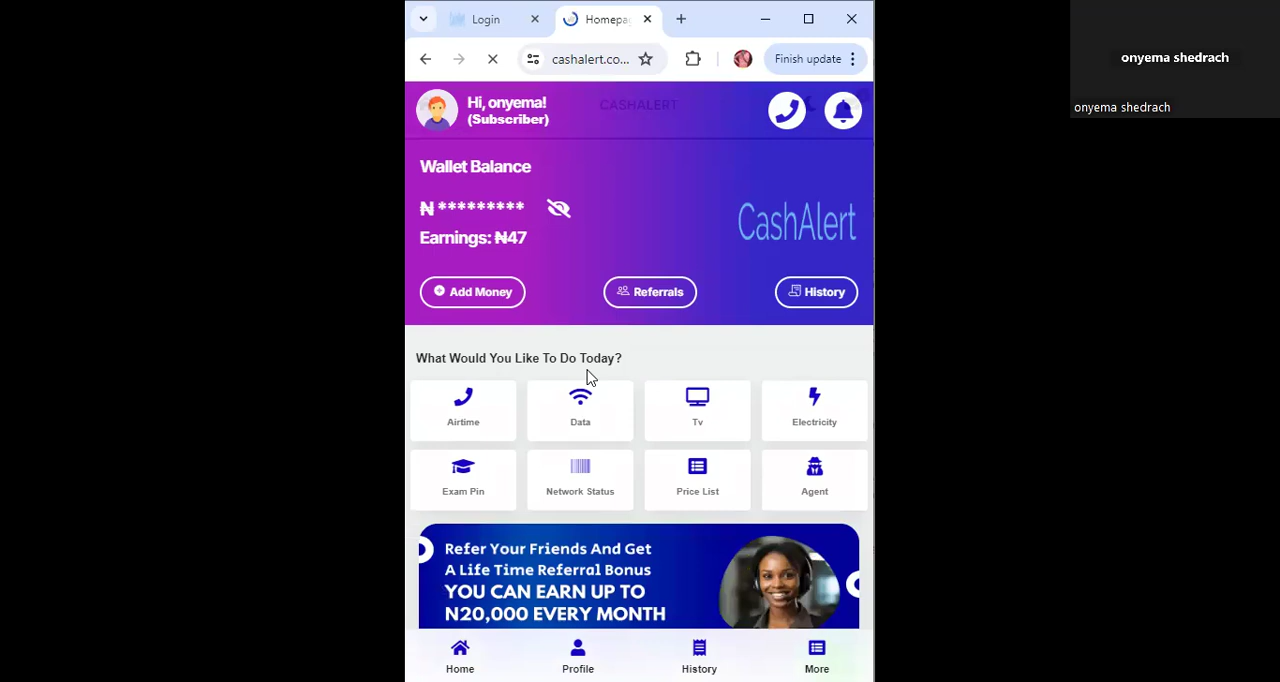 Login
Homepa
cashalert.co...
Finish update
Hi, onyema!
(Subscriber)
CASHALERT
Wallet Balance
₦ *********
Earnings: ₦47
CashAlert
Add Money
Referrals
History
What Would You Like To Do Today?
Airtime
Data
Tv
Electricity
Exam Pin
Network Status
Price List
Agent
Refer Your Friends And Get
A Life Time Referral Bonus
YOU CAN EARN UP TO
N20,000 EVERY MONTH
Home
Profile
History
More
onyema shedrach
onyema shedrach